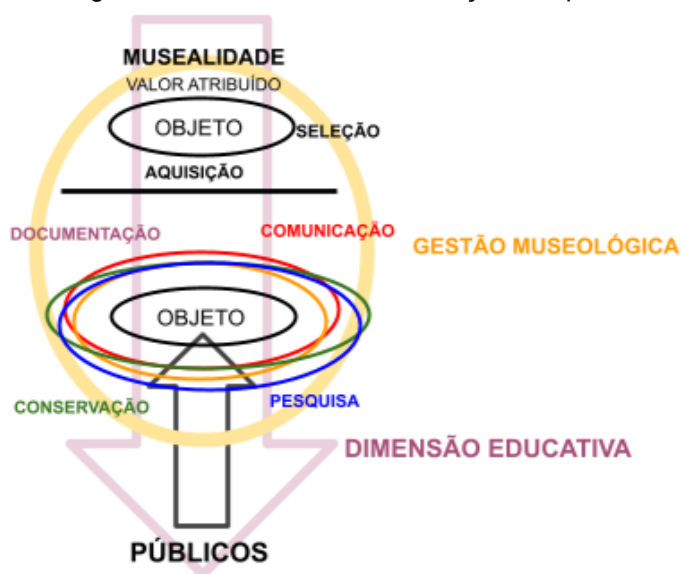 MUSEALIDADE
VALOR ATRIBUÍDO
OBJETO
SELEÇÃO
AQUISIÇÃO
DOCUMENTAÇÃO
COMUNICAÇÃO
GESTÃO MUSEOLÓGICA
OBJETO
CONSERVAÇÃO
PESQUISA
DIMENSÃO EDUCATIVA
PÚBLICOS